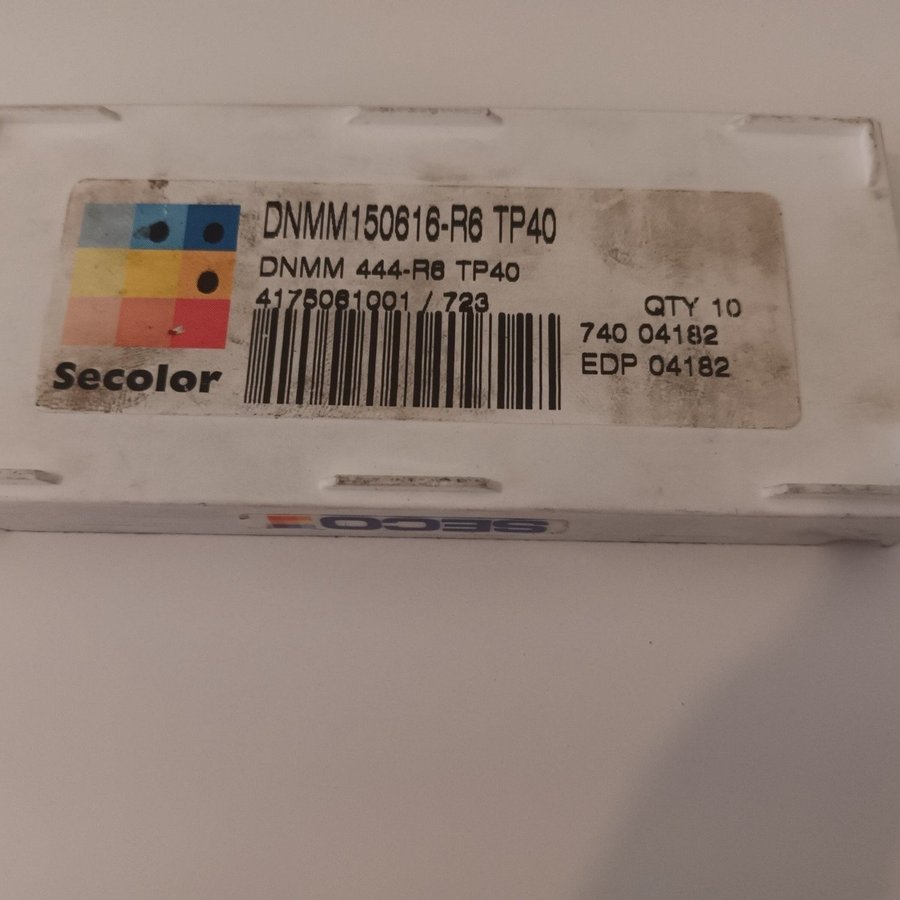 DNMM150616-R6 TP40
DNMM 444-R6 TP40
4175061001 / 723
QTY 10
740 04182
EDP 04182
Secolor
SECO